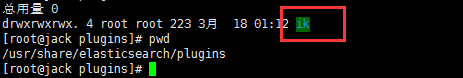 总用量 0
drwxrwxrwx. 4 root root 223 3月  18 01:12 ik
[root@jack plugins]# pwd
/usr/share/elasticsearch/plugins
[root@jack plugins]#